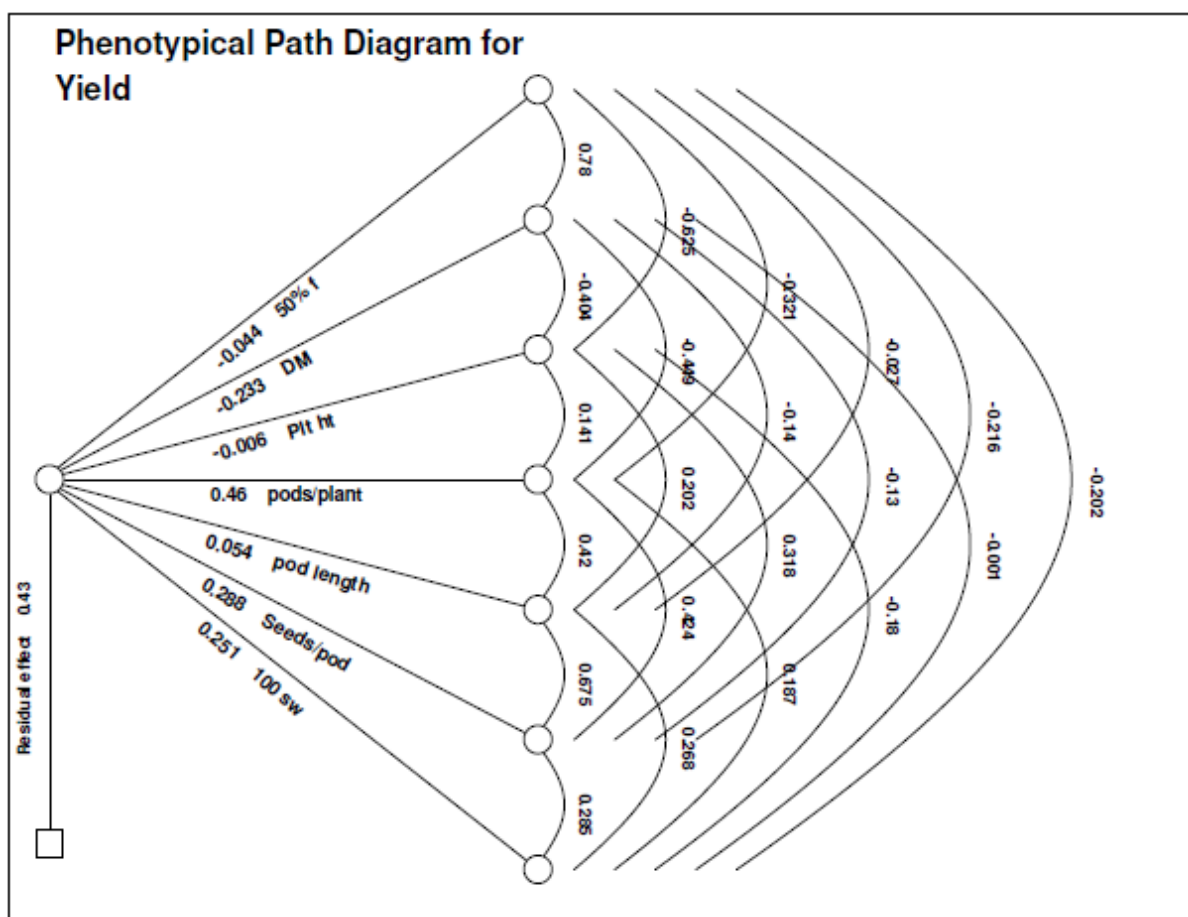 Phenotypical Path Diagram for
Yield
-0.044 50% f
-0.233 DM
-0.006 Plt ht
0.46 pods/plant
0.054 pod length
0.288 Seeds/pod
0.251 100 sw
Residual effect 0.43
0.78
-0.404
0.141
0.42
0.675
0.285
-0.625
-0.449
0.202
0.424
0.268
-0.321
-0.14
0.318
0.187
-0.027
-0.13
-0.18
-0.216
-0.001
-0.202